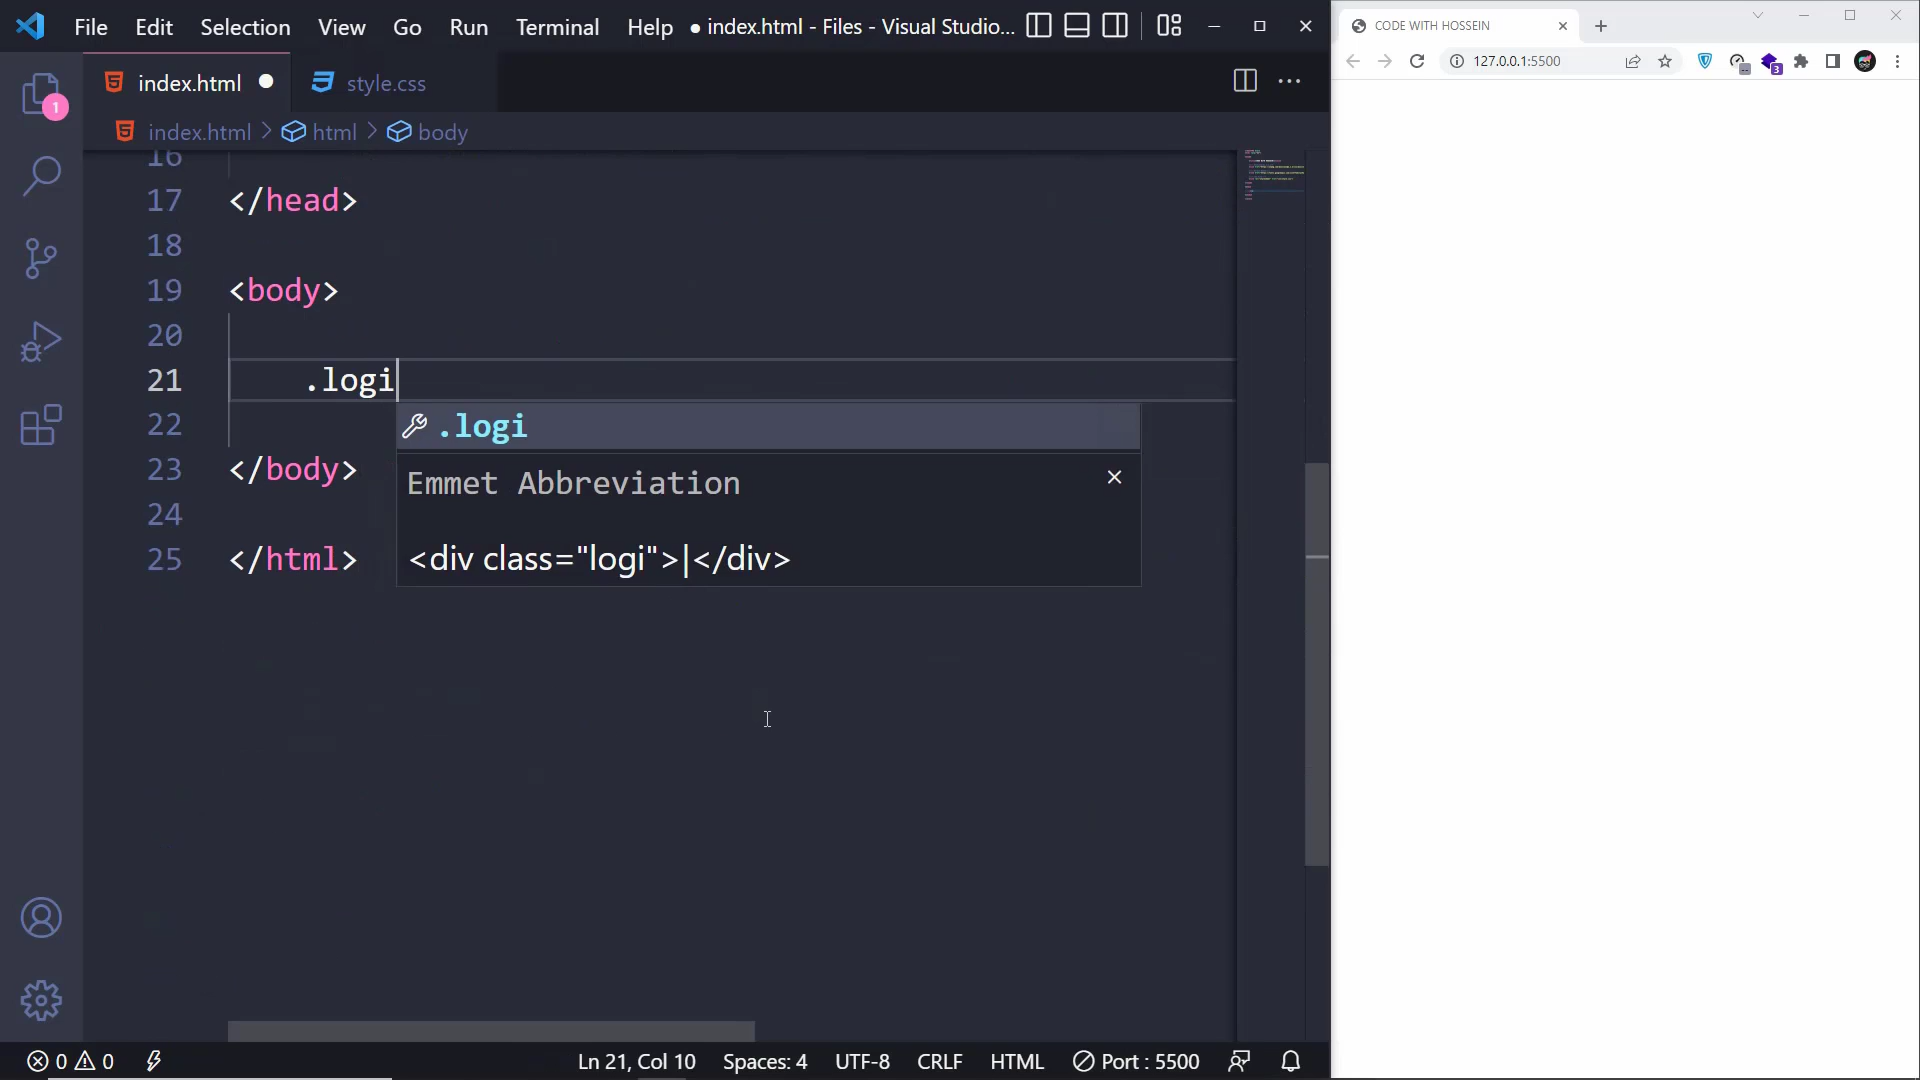 File Edit Selection View Go Run Terminal Help ● index.html - Files - Visual Studio...
index.html ● style.css
index.html > html > body
1
16
17 </head>
18
19 <body>
20
21 .logi
22
23 </body>
24
25 </html>
.logi
Emmet Abbreviation
<div class="logi">|</div>
0 0 Ln 21, Col 10 Spaces: 4 UTF-8 CRLF HTML Port : 5500
CODE WITH HOSSEIN
127.0.0.1:5500
3